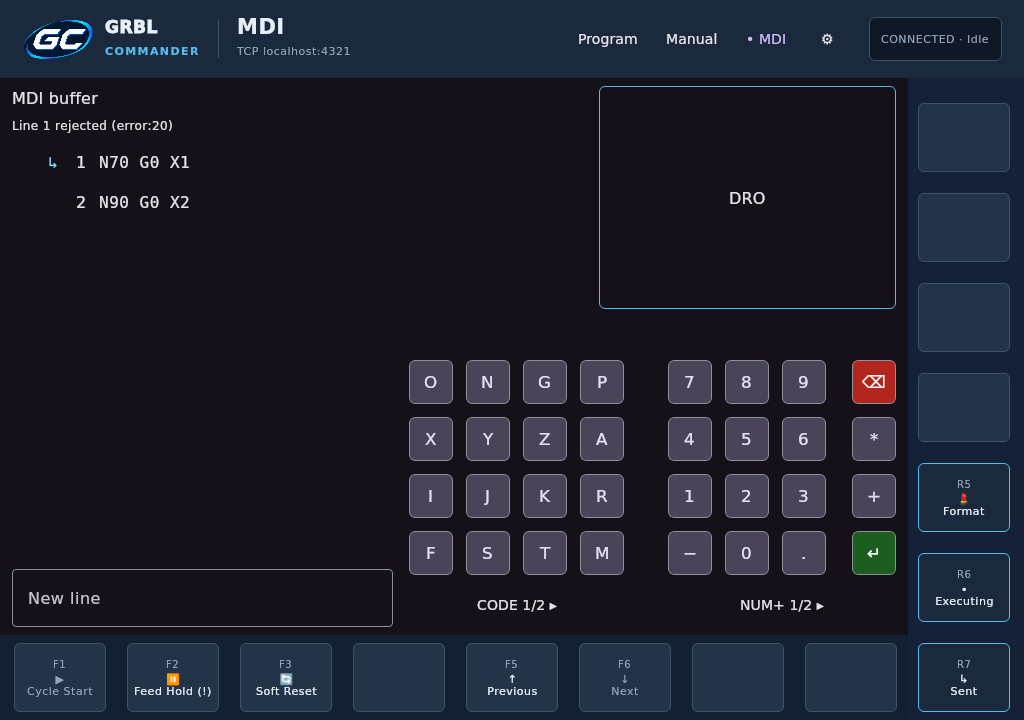 GC
GRBL
COMMANDER
MDI
TCP localhost:4321
Program Manual • MDI ⚙
CONNECTED · Idle
MDI buffer
Line 1 rejected (error:20)
↳ 1 N70 G0 X1
2 N90 G0 X2
DRO
O N G P 7 8 9 ⌫
X Y Z A 4 5 6 *
I J K R 1 2 3 +
F S T M − 0 . ↵
New line
CODE 1/2 ▸ NUM+ 1/2 ▸
R5
Format
R6
•
Executing
R7
↳
Sent
F1
▶
Cycle Start
F2
⏸
Feed Hold (!)
F3
🔄
Soft Reset
F5
↑
Previous
F6
↓
Next